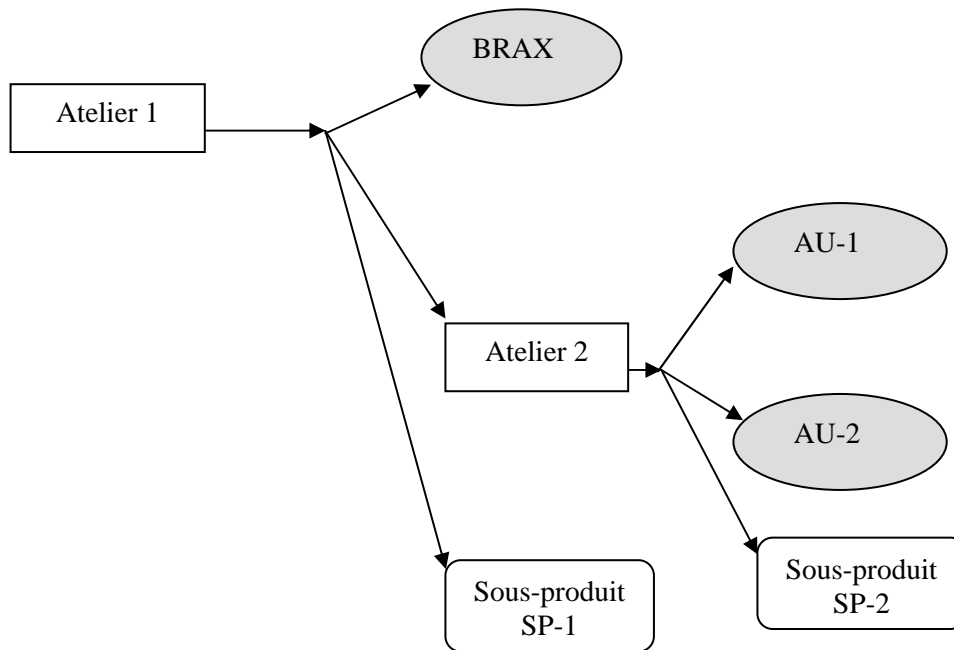 BRAX
Atelier 1
AU-1
Atelier 2
AU-2
Sous-produit
SP-1
Sous-produit
SP-2